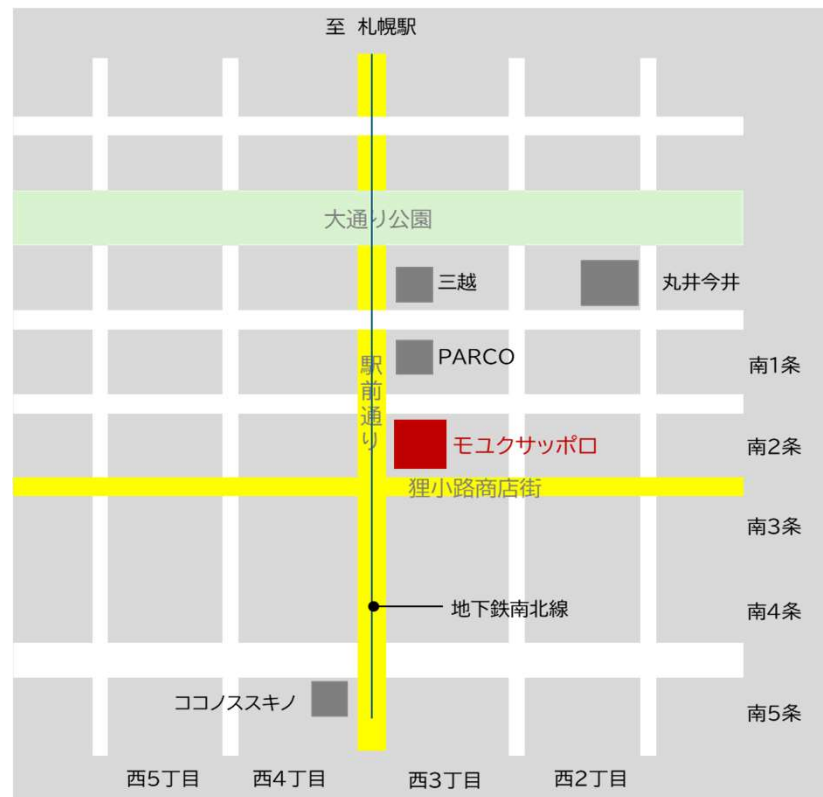 至 札幌駅
大通り公園
三越
丸井今井
PARCO
南1条
駅前通り
モユクサッポロ
南2条
狸小路商店街
南3条
地下鉄南北線
南4条
ココノススキノ
南5条
西5丁目
西4丁目
西3丁目
西2丁目